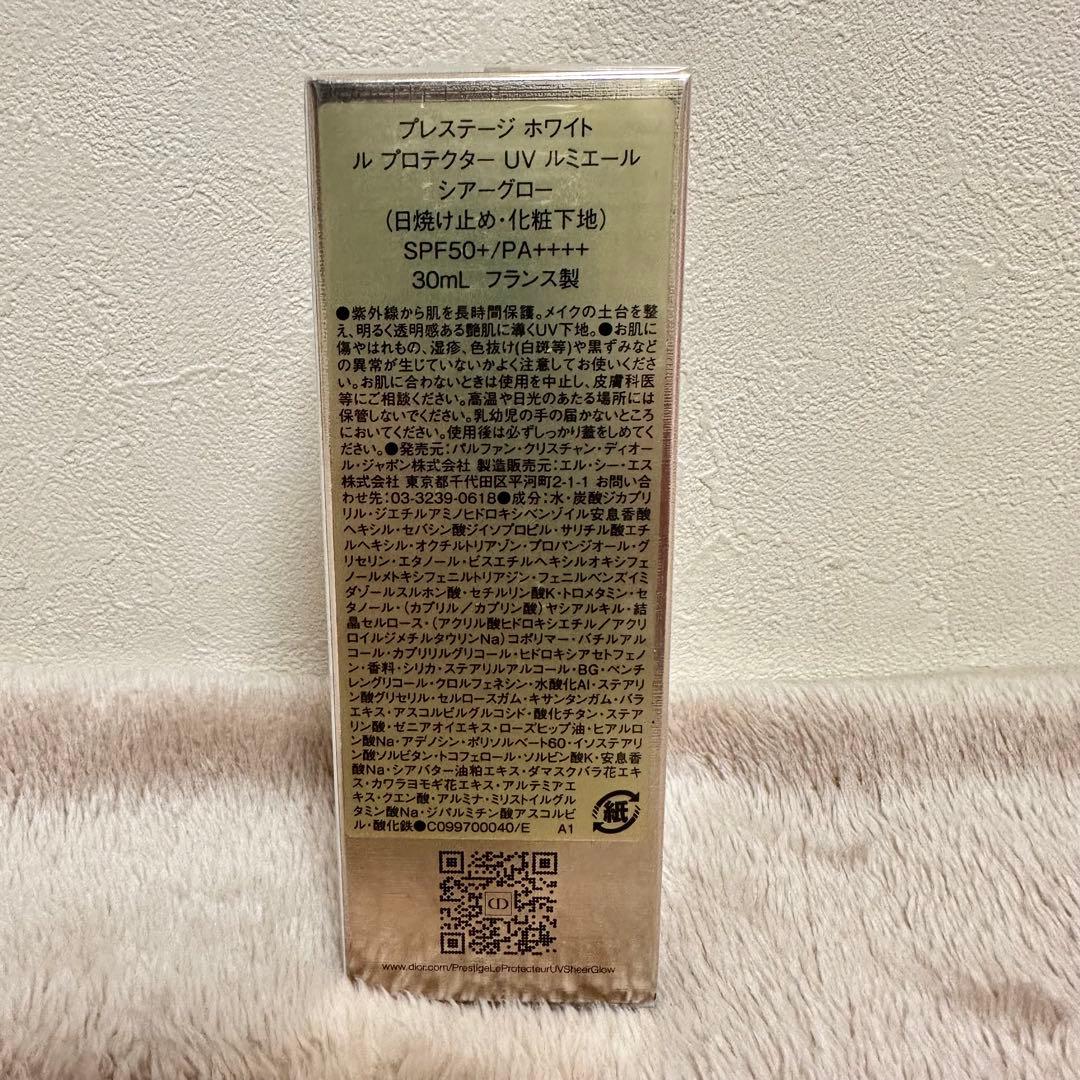 プレステージ ホワイト
ル プロテクター UV ルミエール
シアーグロー
(日焼け止め・化粧下地)
SPF50+/PA++++
30mL フランス製
●紫外線から肌を長時間保護。メイクの土台を整
え、明るく透明感ある艶肌に導くUV下地。●お肌に
傷やはれもの、湿疹、色抜け(白斑等)や黒ずみなど
の異常が生じていないかよく注意してお使いくださ
い。お肌に合わないときは使用を中止し、皮膚科医
等にご相談ください。高温や日光のあたる場所には
保管しないでください。乳幼児の手の届かないところ
においてください。使用後は必ずしっかり蓋をしめてく
ださい。●発売元:パルファン・クリスチャン・ディオー
ル・ジャポン株式会社 製造販売元:エル・シー・エス
株式会社 東京都千代田区平河町2-1-1 お問い合
わせ先:03-3239-0618●成分:水・炭酸ジカプリ
リル・ジエチルアミノヒドロキシベンゾイル安息香酸
ヘキシル・セバシン酸ジイソプロピル・サリチル酸エチ
ルヘキシル・オクチルトリアゾン・プロパンジオール・グ
リセリン・エタノール・ビスエチルヘキシルオキシフェ
ノールメトキシフェニルトリアジン・フェニルベンズイミ
ダゾールスルホン酸・セチルリン酸K・トロメタミン・セ
タノール・(カプリル/カプリン酸)ヤシアルキル・結
晶セルロース・(アクリル酸ヒドロキシエチル/アクリ
ロイルジメチルタウリンNa)コポリマー・バチルアル
コール・カプリリルグリコール・ヒドロキシアセトフェノ
ン・香料・シリカ・ステアリルアルコール・BG・ペンチ
レングリコール・クロルフェネシン・水酸化Al・ステアリ
ン酸グリセリル・セルロースガム・キサンタンガム・バラ
エキス・アスコルビルグルコシド・酸化チタン・ステア
リン酸・ゼニアオイエキス・ローズヒップ油・ヒアルロ
ン酸Na・アデノシン・ポリソルベート60・イソステアリ
ン酸ソルビタン・トコフェロール・ソルビン酸K・安息香
酸Na・シアバター油粕エキス・ダマスクバラ花エキ
ス・カワラヨモギ花エキス・アルテミアエ
キス・クエン酸・アルミナ・ミリストイルグル
タミン酸Na・ジパルミチン酸アスコルビ
ル・酸化鉄●C099700040/E A1
紙
CD
www.dior.com/PrestigeLeProtecteurUVSheerGlow